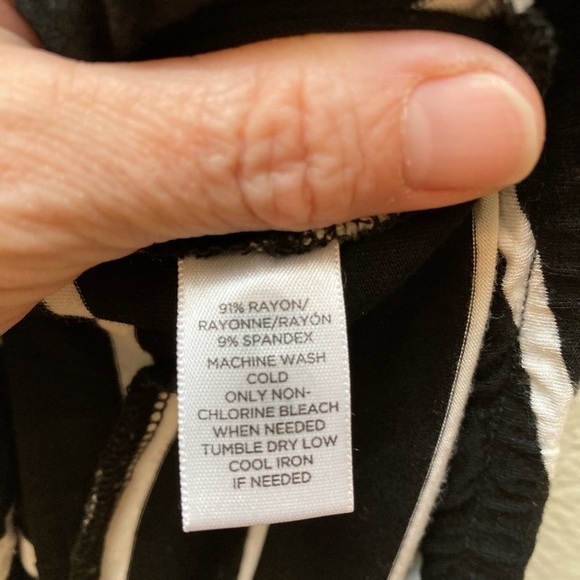 91% RAYON/
RAYONNE/RAYÓN
9% SPANDEX
MACHINE WASH
COLD
ONLY NON-
CHLORINE BLEACH
WHEN NEEDED
TUMBLE DRY LOW
COOL IRON
IF NEEDED